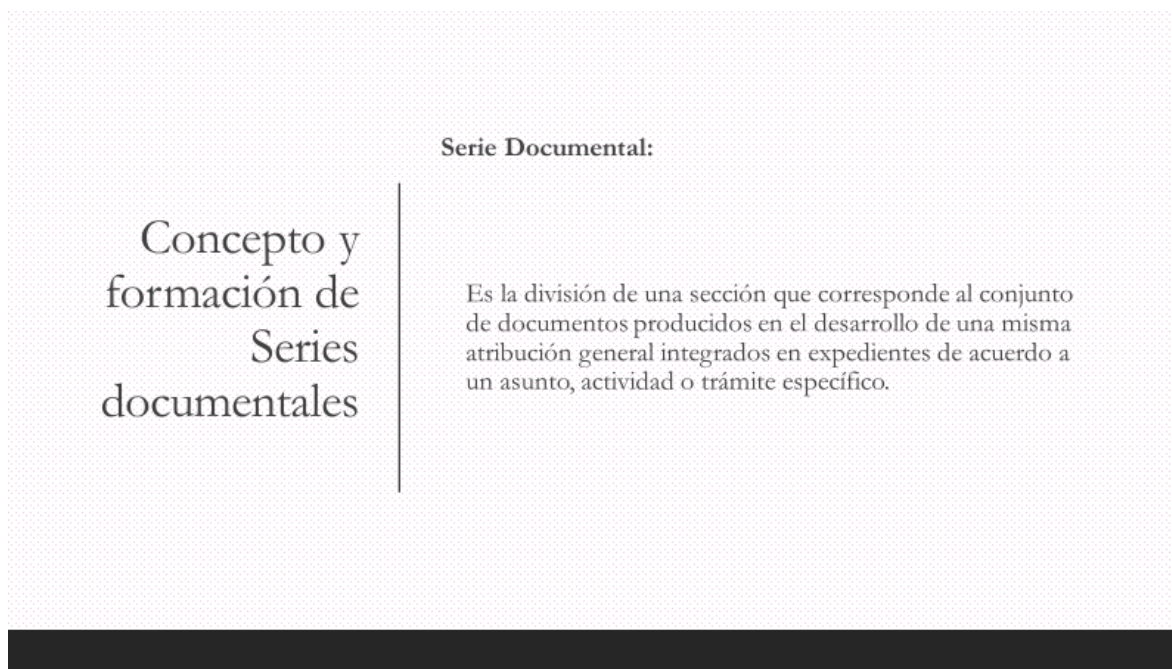 Concepto y
formación de
Series
documentales
Serie Documental:
Es la división de una sección que corresponde al conjunto
de documentos producidos en el desarrollo de una misma
atribución general integrados en expedientes de acuerdo a
un asunto, actividad o trámite específico.